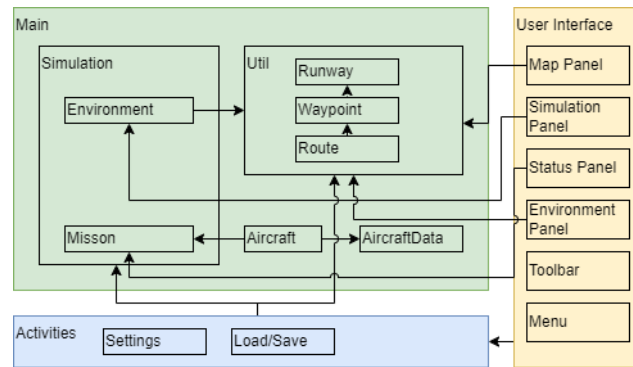 Main
Simulation
Environment
Misson
Util
Runway
Waypoint
Route
Aircraft
AircraftData
User Interface
Map Panel
Simulation
Panel
Status Panel
Environment
Panel
Toolbar
Menu
Activities
Settings
Load/Save